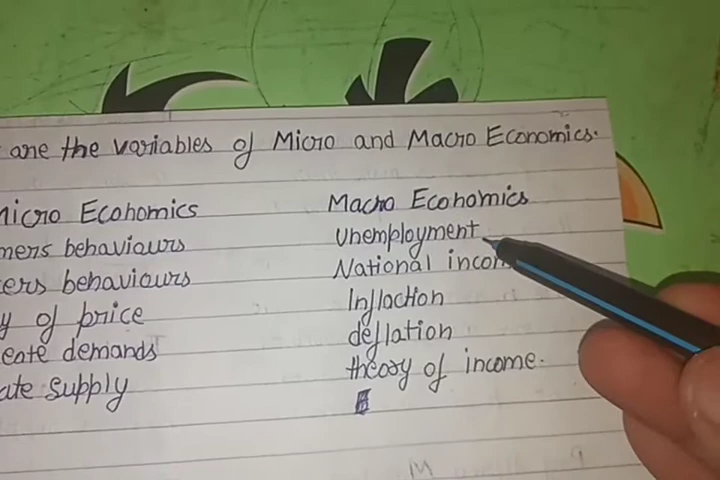 are the variables of Micro and Macro Economics.
Micro Economics Macro Economics
mers behaviours Unemployment
ers behaviours National incom
y of price Inflaction
eate demands deflation
ate supply theory of income.